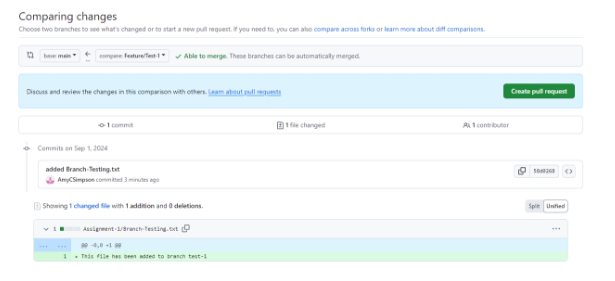 Comparing changes
Choose two branches to see what's changed or to start a new pull request. If you need to, you can also compare across forks or learn more about diff comparisons.
base: main compare: Feature/Test-1 Able to merge. These branches can be automatically merged.
Discuss and review the changes in this comparison with others. Learn about pull requests Create pull request
1 commit 1 file changed 1 contributor
Commits on Sep 1, 2024
added Branch-Testing.txt
AmyCSimpson committed 3 minutes ago
Showing 1 changed file with 1 addition and 0 deletions. Split Unified
1 Assignment-1/Branch-Testing.txt
@@ -0,0 +1 @@
1 + This file has been added to branch test-1